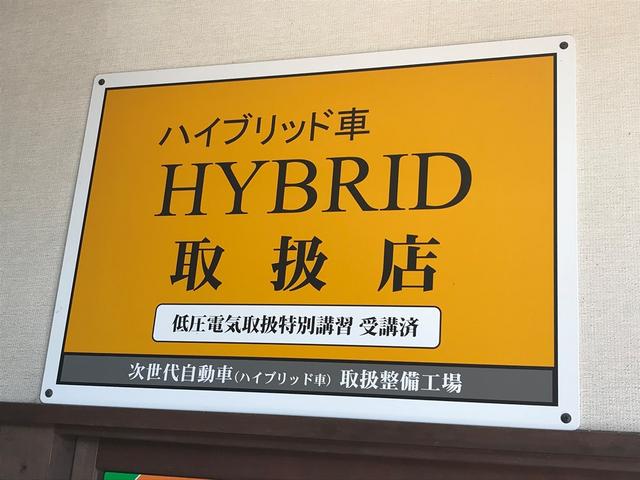 ハイブリッド車
HYBRID
取扱店
低圧電気取扱特別講習 受講済
次世代自動車(ハイブリッド車) 取扱整備工場